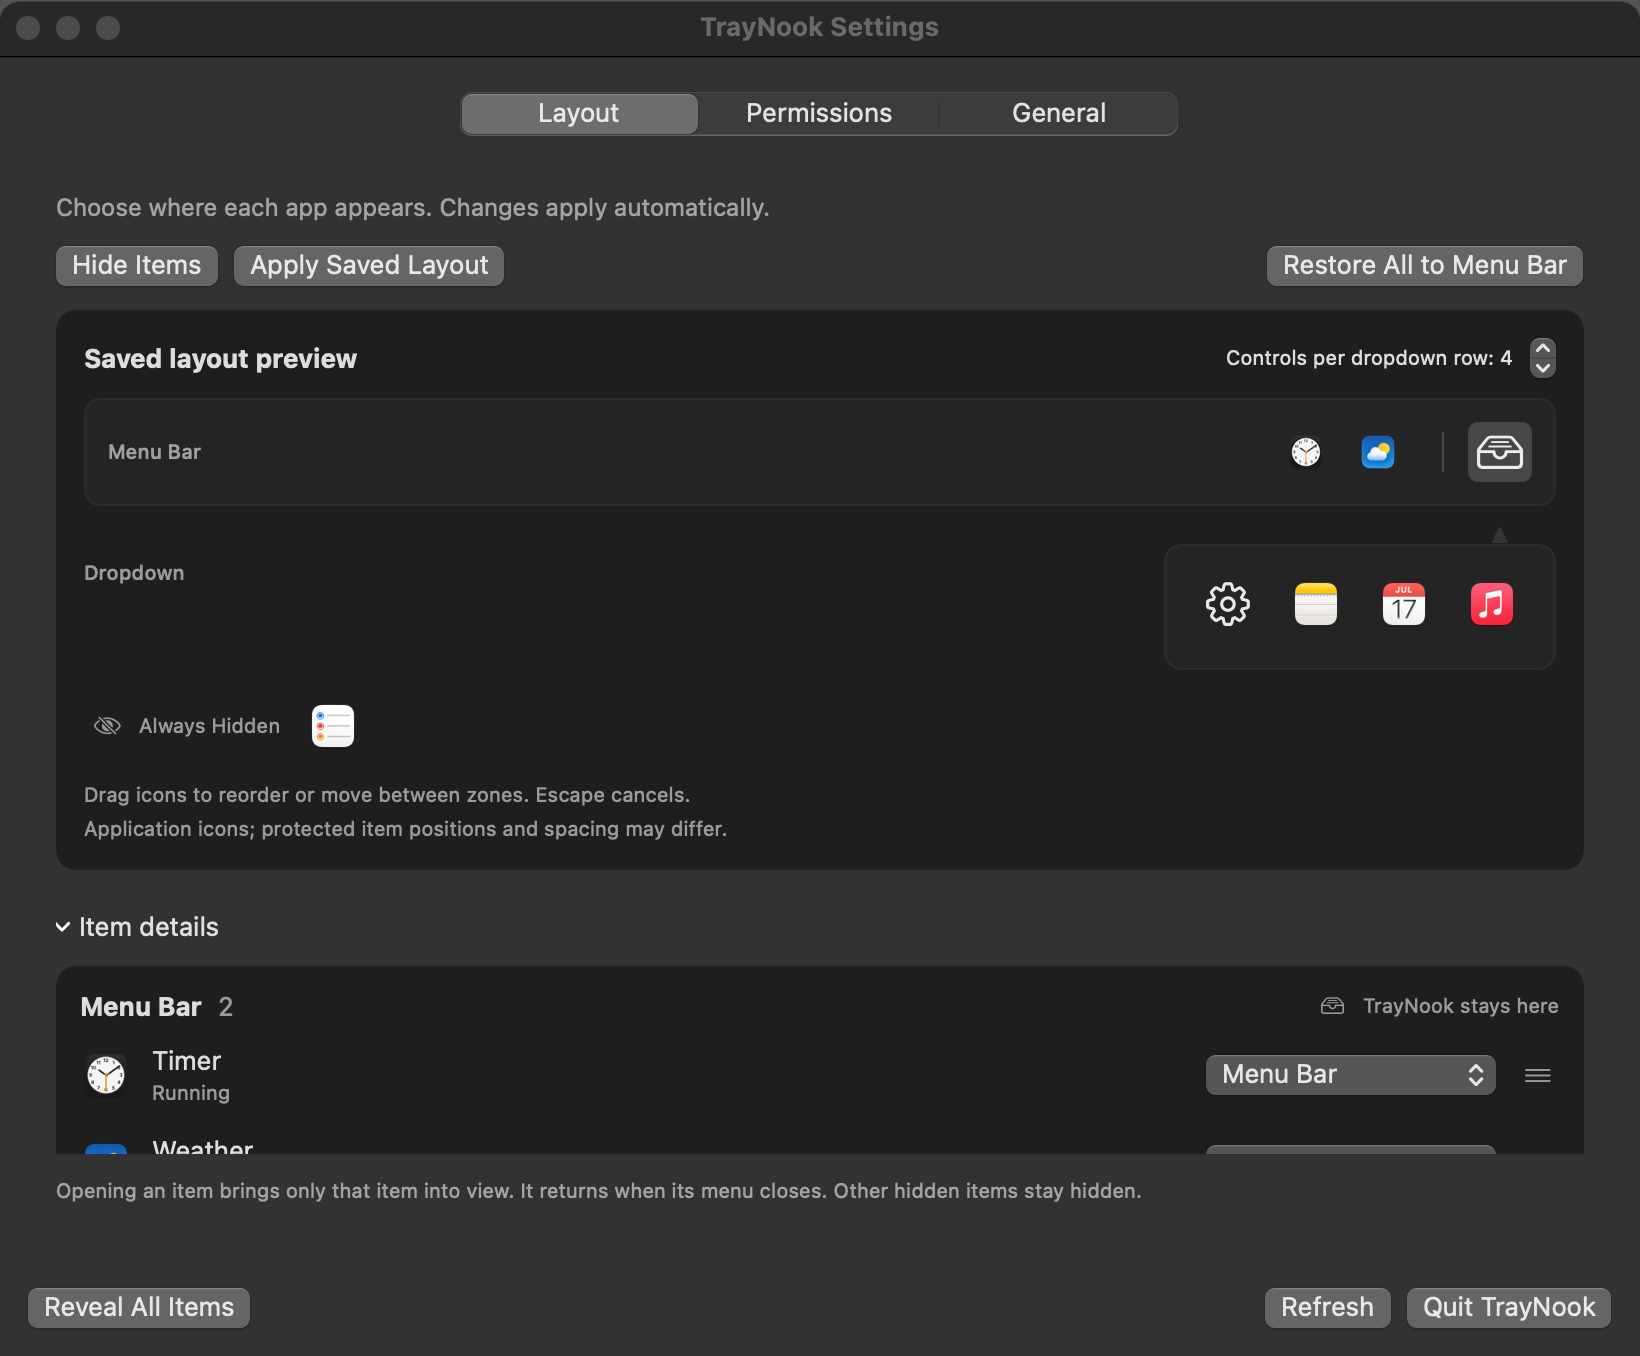 TrayNook Settings
Layout
Permissions
General
Choose where each app appears. Changes apply automatically.
Hide Items
Apply Saved Layout
Restore All to Menu Bar
Saved layout preview
Controls per dropdown row: 4
Menu Bar
Dropdown
JUL
17
Always Hidden
Drag icons to reorder or move between zones. Escape cancels.
Application icons; protected item positions and spacing may differ.
Item details
Menu Bar 2
TrayNook stays here
Timer
Running
Menu Bar
Weather
Opening an item brings only that item into view. It returns when its menu closes. Other hidden items stay hidden.
Reveal All Items
Refresh
Quit TrayNook